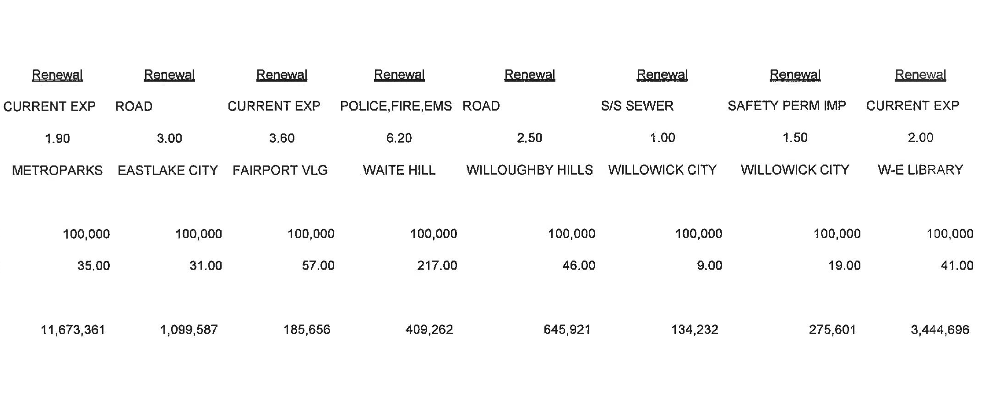 Renewal Renewal Renewal Renewal Renewal Renewal Renewal Renewal
CURRENT EXP ROAD CURRENT EXP POLICE,FIRE,EMS ROAD S/S SEWER SAFETY PERM IMP CURRENT EXP
1.90 3.00 3.60 6.20 2.50 1.00 1.50 2.00
METROPARKS EASTLAKE CITY FAIRPORT VLG WAITE HILL WILLOUGHBY HILLS WILLOWICK CITY WILLOWICK CITY W-E LIBRARY
100,000 100,000 100,000 100,000 100,000 100,000 100,000 100,000
35.00 31.00 57.00 217.00 46.00 9.00 19.00 41.00
11,673,361 1,099,587 185,656 409,262 645,921 134,232 275,601 3,444,696